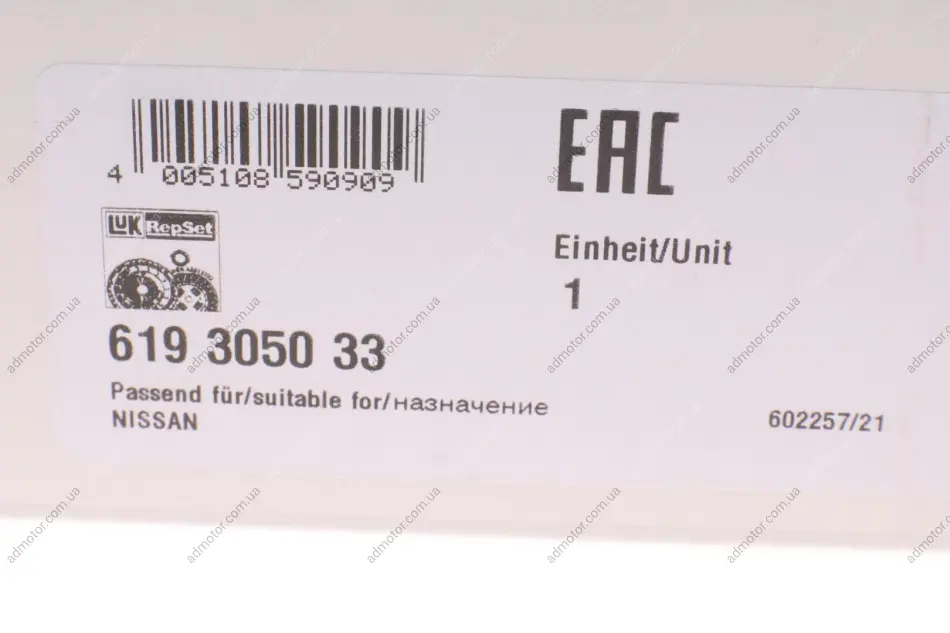 4 005108 590909
EAC
LUK RepSet
Einheit/Unit
1
619 3050 33
Passend für/suitable for/назначение
NISSAN
602257/21
admotor.com.ua